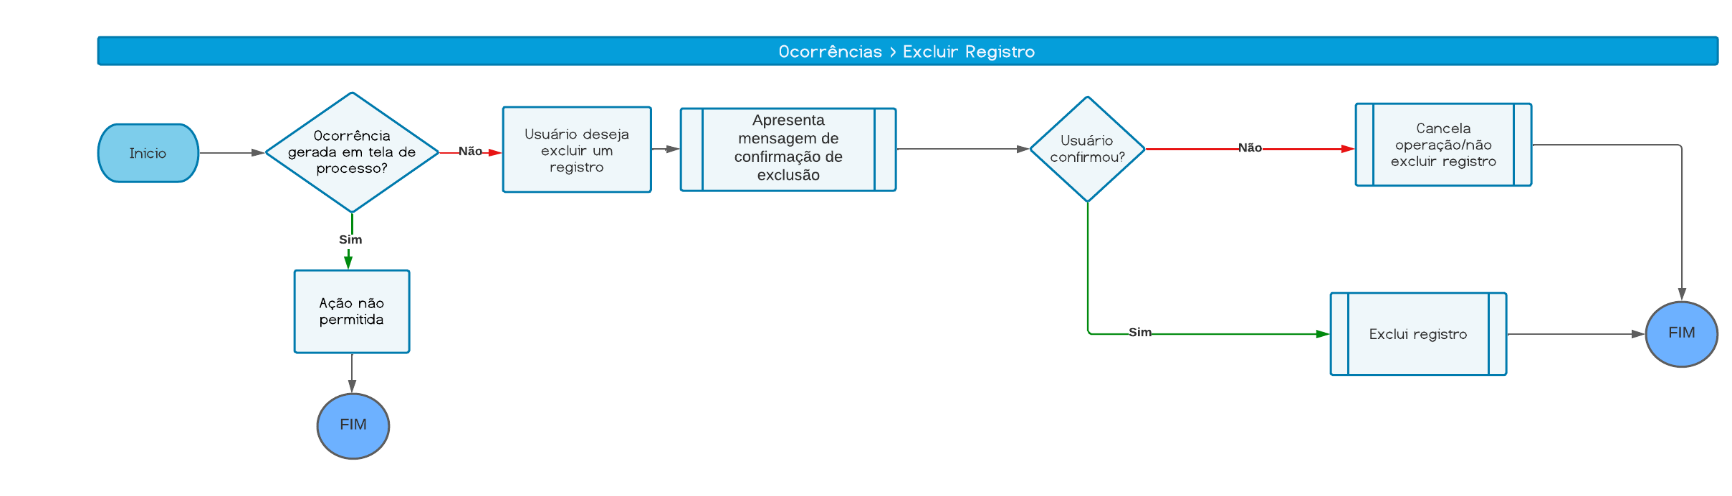 Ocorrências > Excluir Registro
Inicio
Ocorrência
gerada em tela de
processo?
Não
Usuário deseja
excluir um
registro
Apresenta
mensagem de
confirmação de
exclusão
Usuário
confirmou?
Não
Cancela
operação/não
excluir registro
Sim
Ação não
permitida
FIM
Sim
Exclui registro
FIM